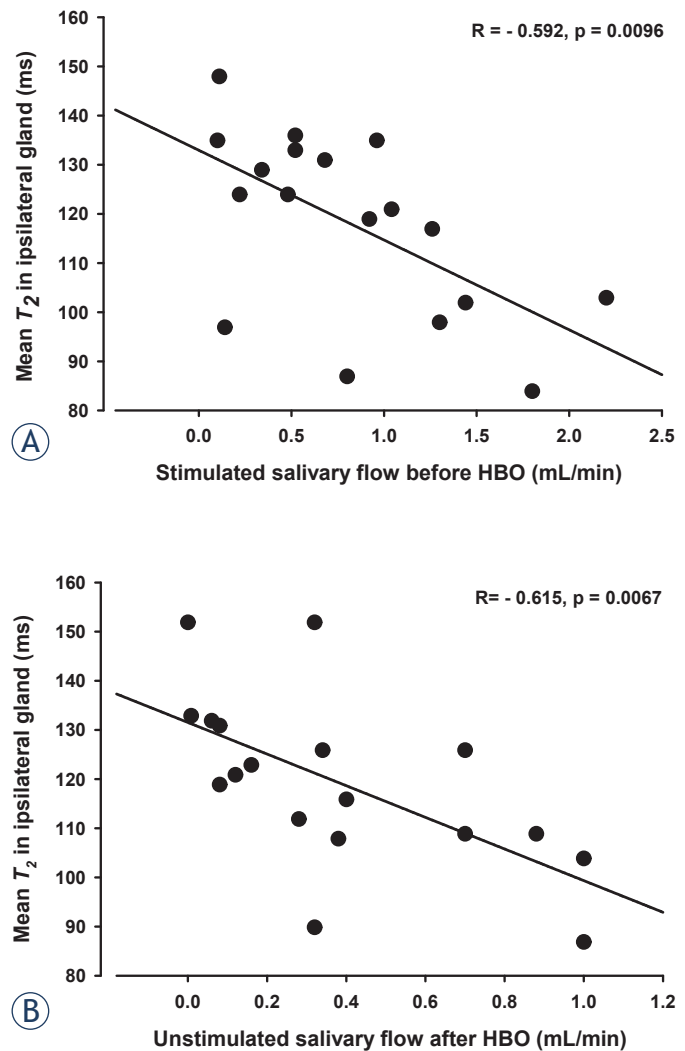 R = - 0.592, p = 0.0096
Mean T2 in ipsilateral gland (ms)
160
150
140
130
120
110
100
90
80
0.0 0.5 1.0 1.5 2.0 2.5
A
Stimulated salivary flow before HBO (mL/min)
R= - 0.615, p = 0.0067
Mean T2 in ipsilateral gland (ms)
160
150
140
130
120
110
100
90
80
0.0 0.2 0.4 0.6 0.8 1.0 1.2
B
Unstimulated salivary flow after HBO (mL/min)